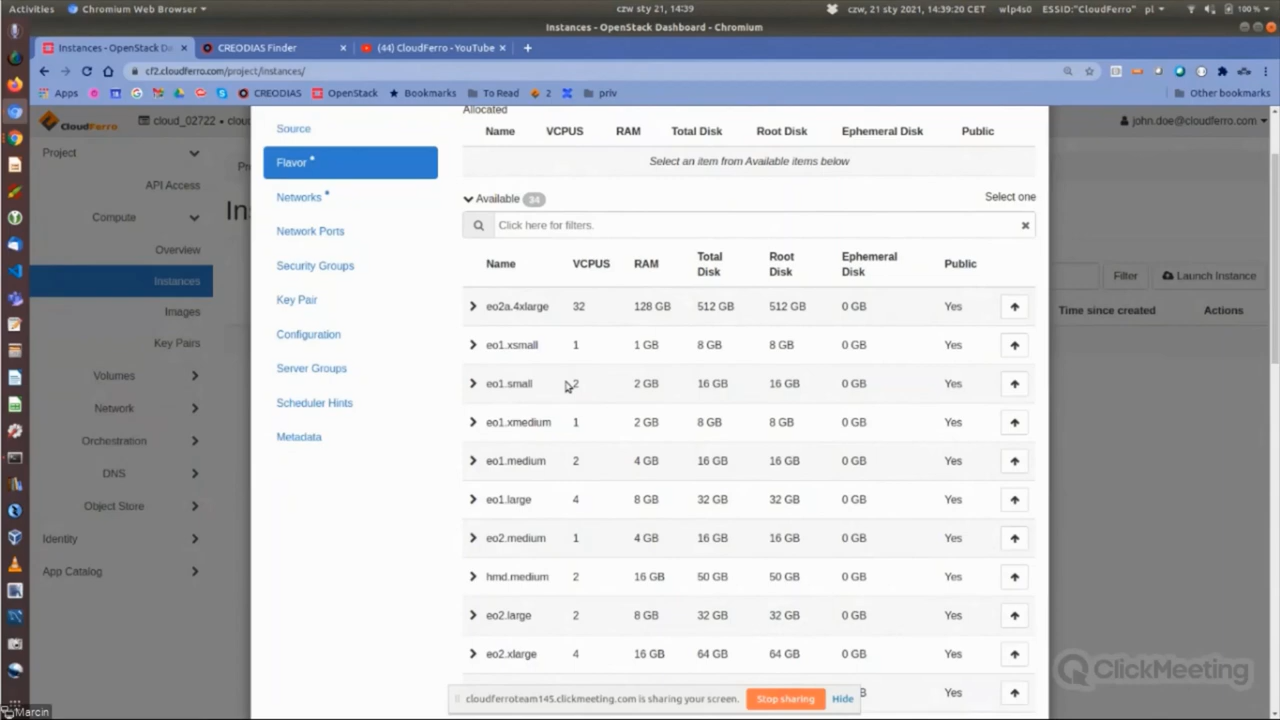 Activities Chromium Web Browser czw sty 21, 14:39 czw, 21 sty 2021, 14:39:20 CET wlp4s0 ESSID:"CloudFerro" pl 100 %
Instances - OpenStack Dashboard - Chromium
Instances - OpenStack Da × CREODIAS Finder × (44) CloudFerro - YouTube × +
cf2.cloudferro.com/project/instances/
Apps 2 CREODIAS OpenStack Bookmarks To Read 2 priv Other bookmarks
CloudFerro cloud_02722 • clou john.doe@cloudferro.com
Project
API Access
Compute
Overview
Instances
Images
Key Pairs
Volumes
Network
Orchestration
DNS
Object Store
Identity
App Catalog
Source
Flavor *
Networks *
Network Ports
Security Groups
Key Pair
Configuration
Server Groups
Scheduler Hints
Metadata
Allocated
Name VCPUS RAM Total Disk Root Disk Ephemeral Disk Public
Select an item from Available items below
Available 34 Select one
Click here for filters.
Name VCPUS RAM Total Disk Root Disk Ephemeral Disk Public
eo2a.4xlarge 32 128 GB 512 GB 512 GB 0 GB Yes
eo1.xsmall 1 1 GB 8 GB 8 GB 0 GB Yes
eo1.small 2 2 GB 16 GB 16 GB 0 GB Yes
eo1.xmedium 1 2 GB 8 GB 8 GB 0 GB Yes
eo1.medium 2 4 GB 16 GB 16 GB 0 GB Yes
eo1.large 4 8 GB 32 GB 32 GB 0 GB Yes
eo2.medium 1 4 GB 16 GB 16 GB 0 GB Yes
hmd.medium 2 16 GB 50 GB 50 GB 0 GB Yes
eo2.large 2 8 GB 32 GB 32 GB 0 GB Yes
eo2.xlarge 4 16 GB 64 GB 64 GB 0 GB Yes
Yes
Filter Launch Instance
Time since created Actions
cloudferroteam145.clickmeeting.com is sharing your screen. Stop sharing Hide
ClickMeeting
Marcin